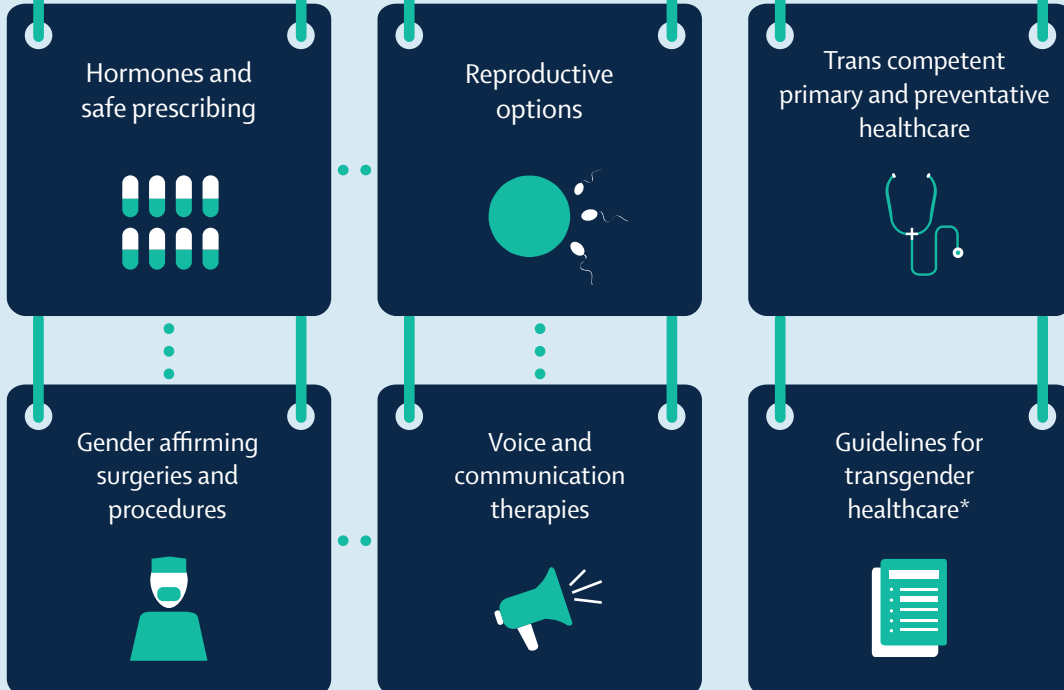 Hormones and
safe prescribing
Reproductive
options
Trans competent
primary and preventative
healthcare
Gender affirming
surgeries and
procedures
Voice and
communication
therapies
Guidelines for
transgender
healthcare*